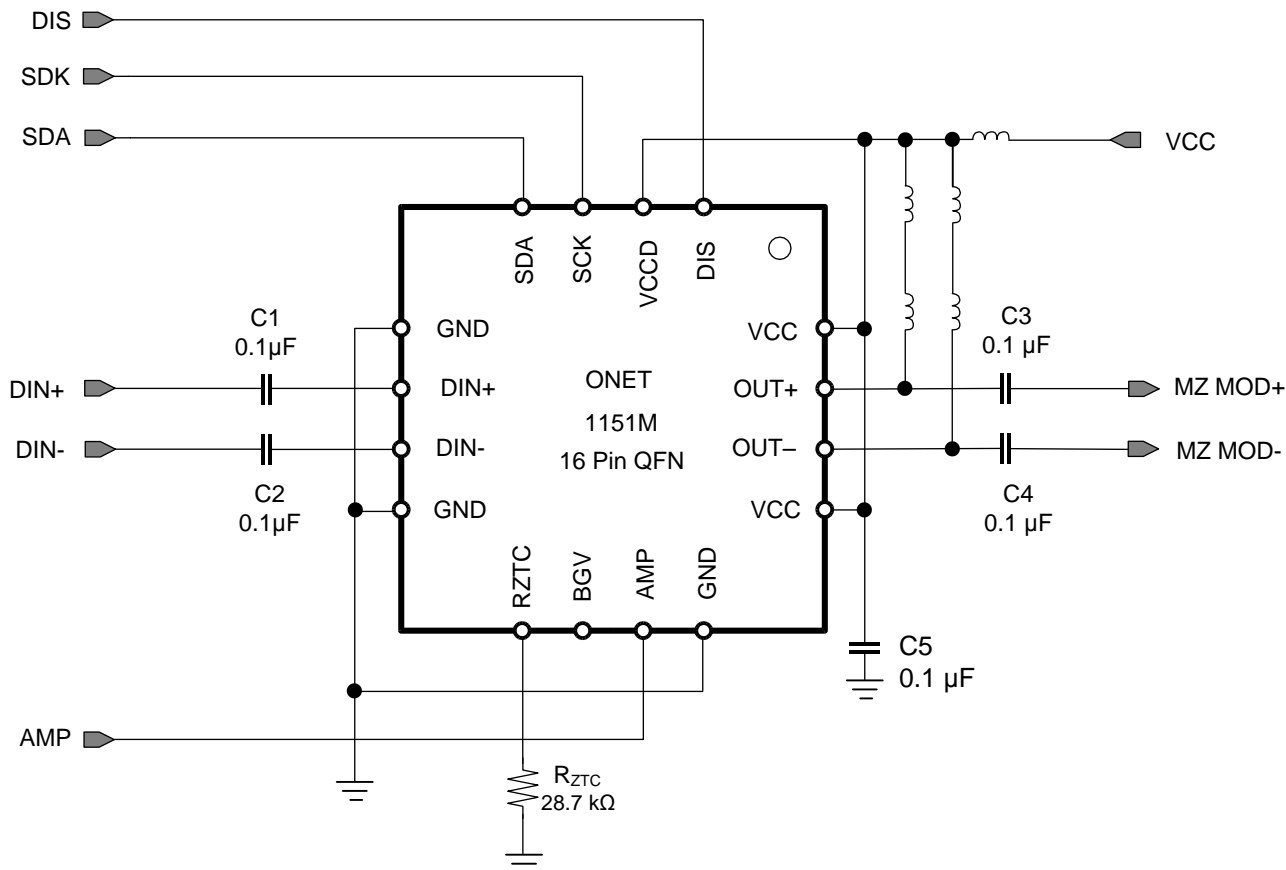 DIS
SDK
SDA
VCC
SDA
SCK
VCCD
DIS
C1
0.1µF
GND
VCC
C3
0.1 µF
DIN+
DIN+
ONET
OUT+
MZ MOD+
1151M
DIN-
DIN-
16 Pin QFN
OUT–
MZ MOD-
C2
0.1µF
GND
VCC
C4
0.1 µF
RZTC
BGV
AMP
GND
C5
0.1 µF
AMP
RZTC
28.7 kΩ